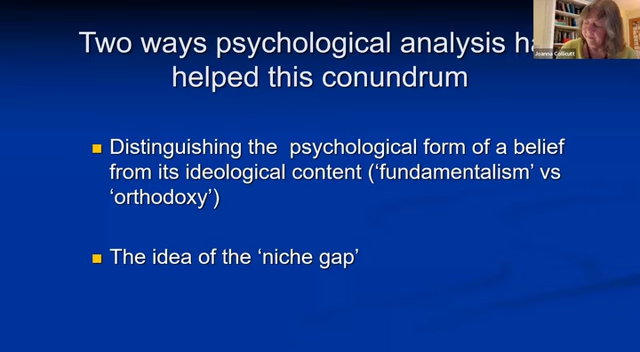 Two ways psychological analysis ha
helped this conundrum
Joanna Collicutt
Distinguishing the psychological form of a belief
from its ideological content ('fundamentalism' vs
'orthodoxy')
The idea of the 'niche gap'